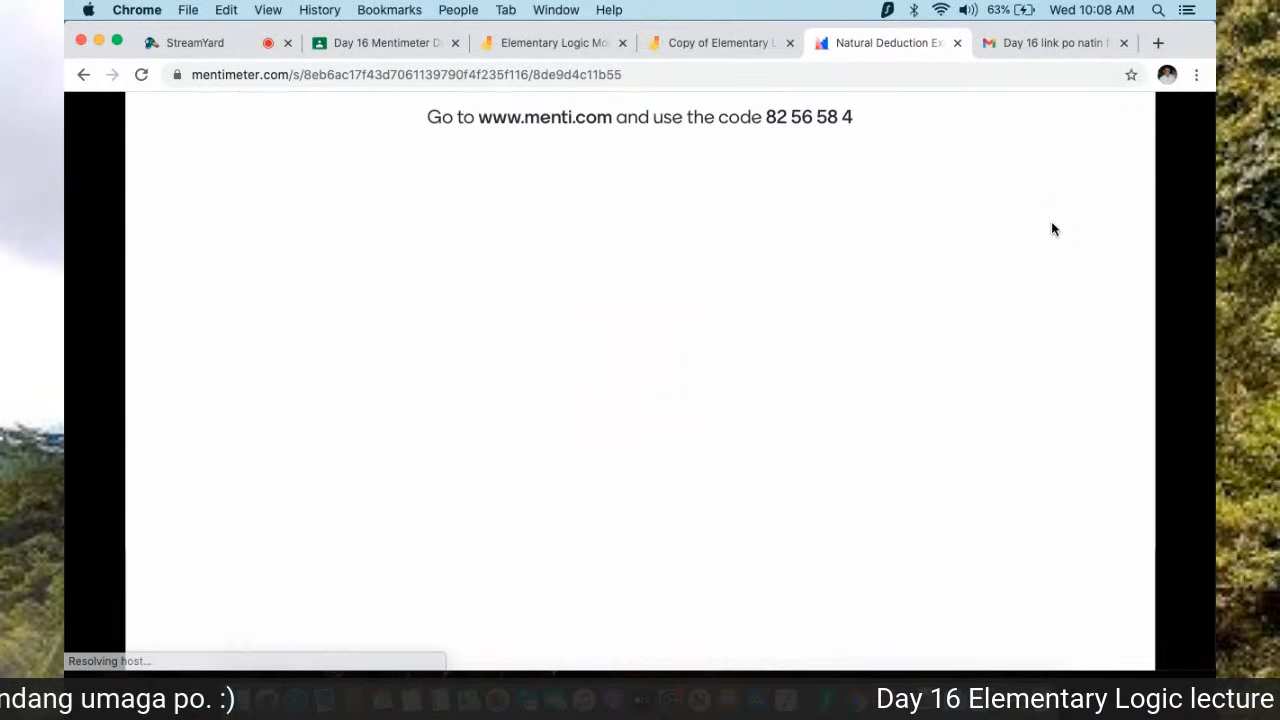 Chrome File Edit View History Bookmarks People Tab Window Help 63% Wed 10:08 AM
StreamYard Day 16 Mentimeter D Elementary Logic Mo Copy of Elementary L Natural Deduction Ex Day 16 link po natin
mentimeter.com/s/8eb6ac17f43d7061139790f4f235f116/8de9d4c11b55
Go to www.menti.com and use the code 82 56 58 4
Resolving host...
ndang umaga po. :) Day 16 Elementary Logic lecture